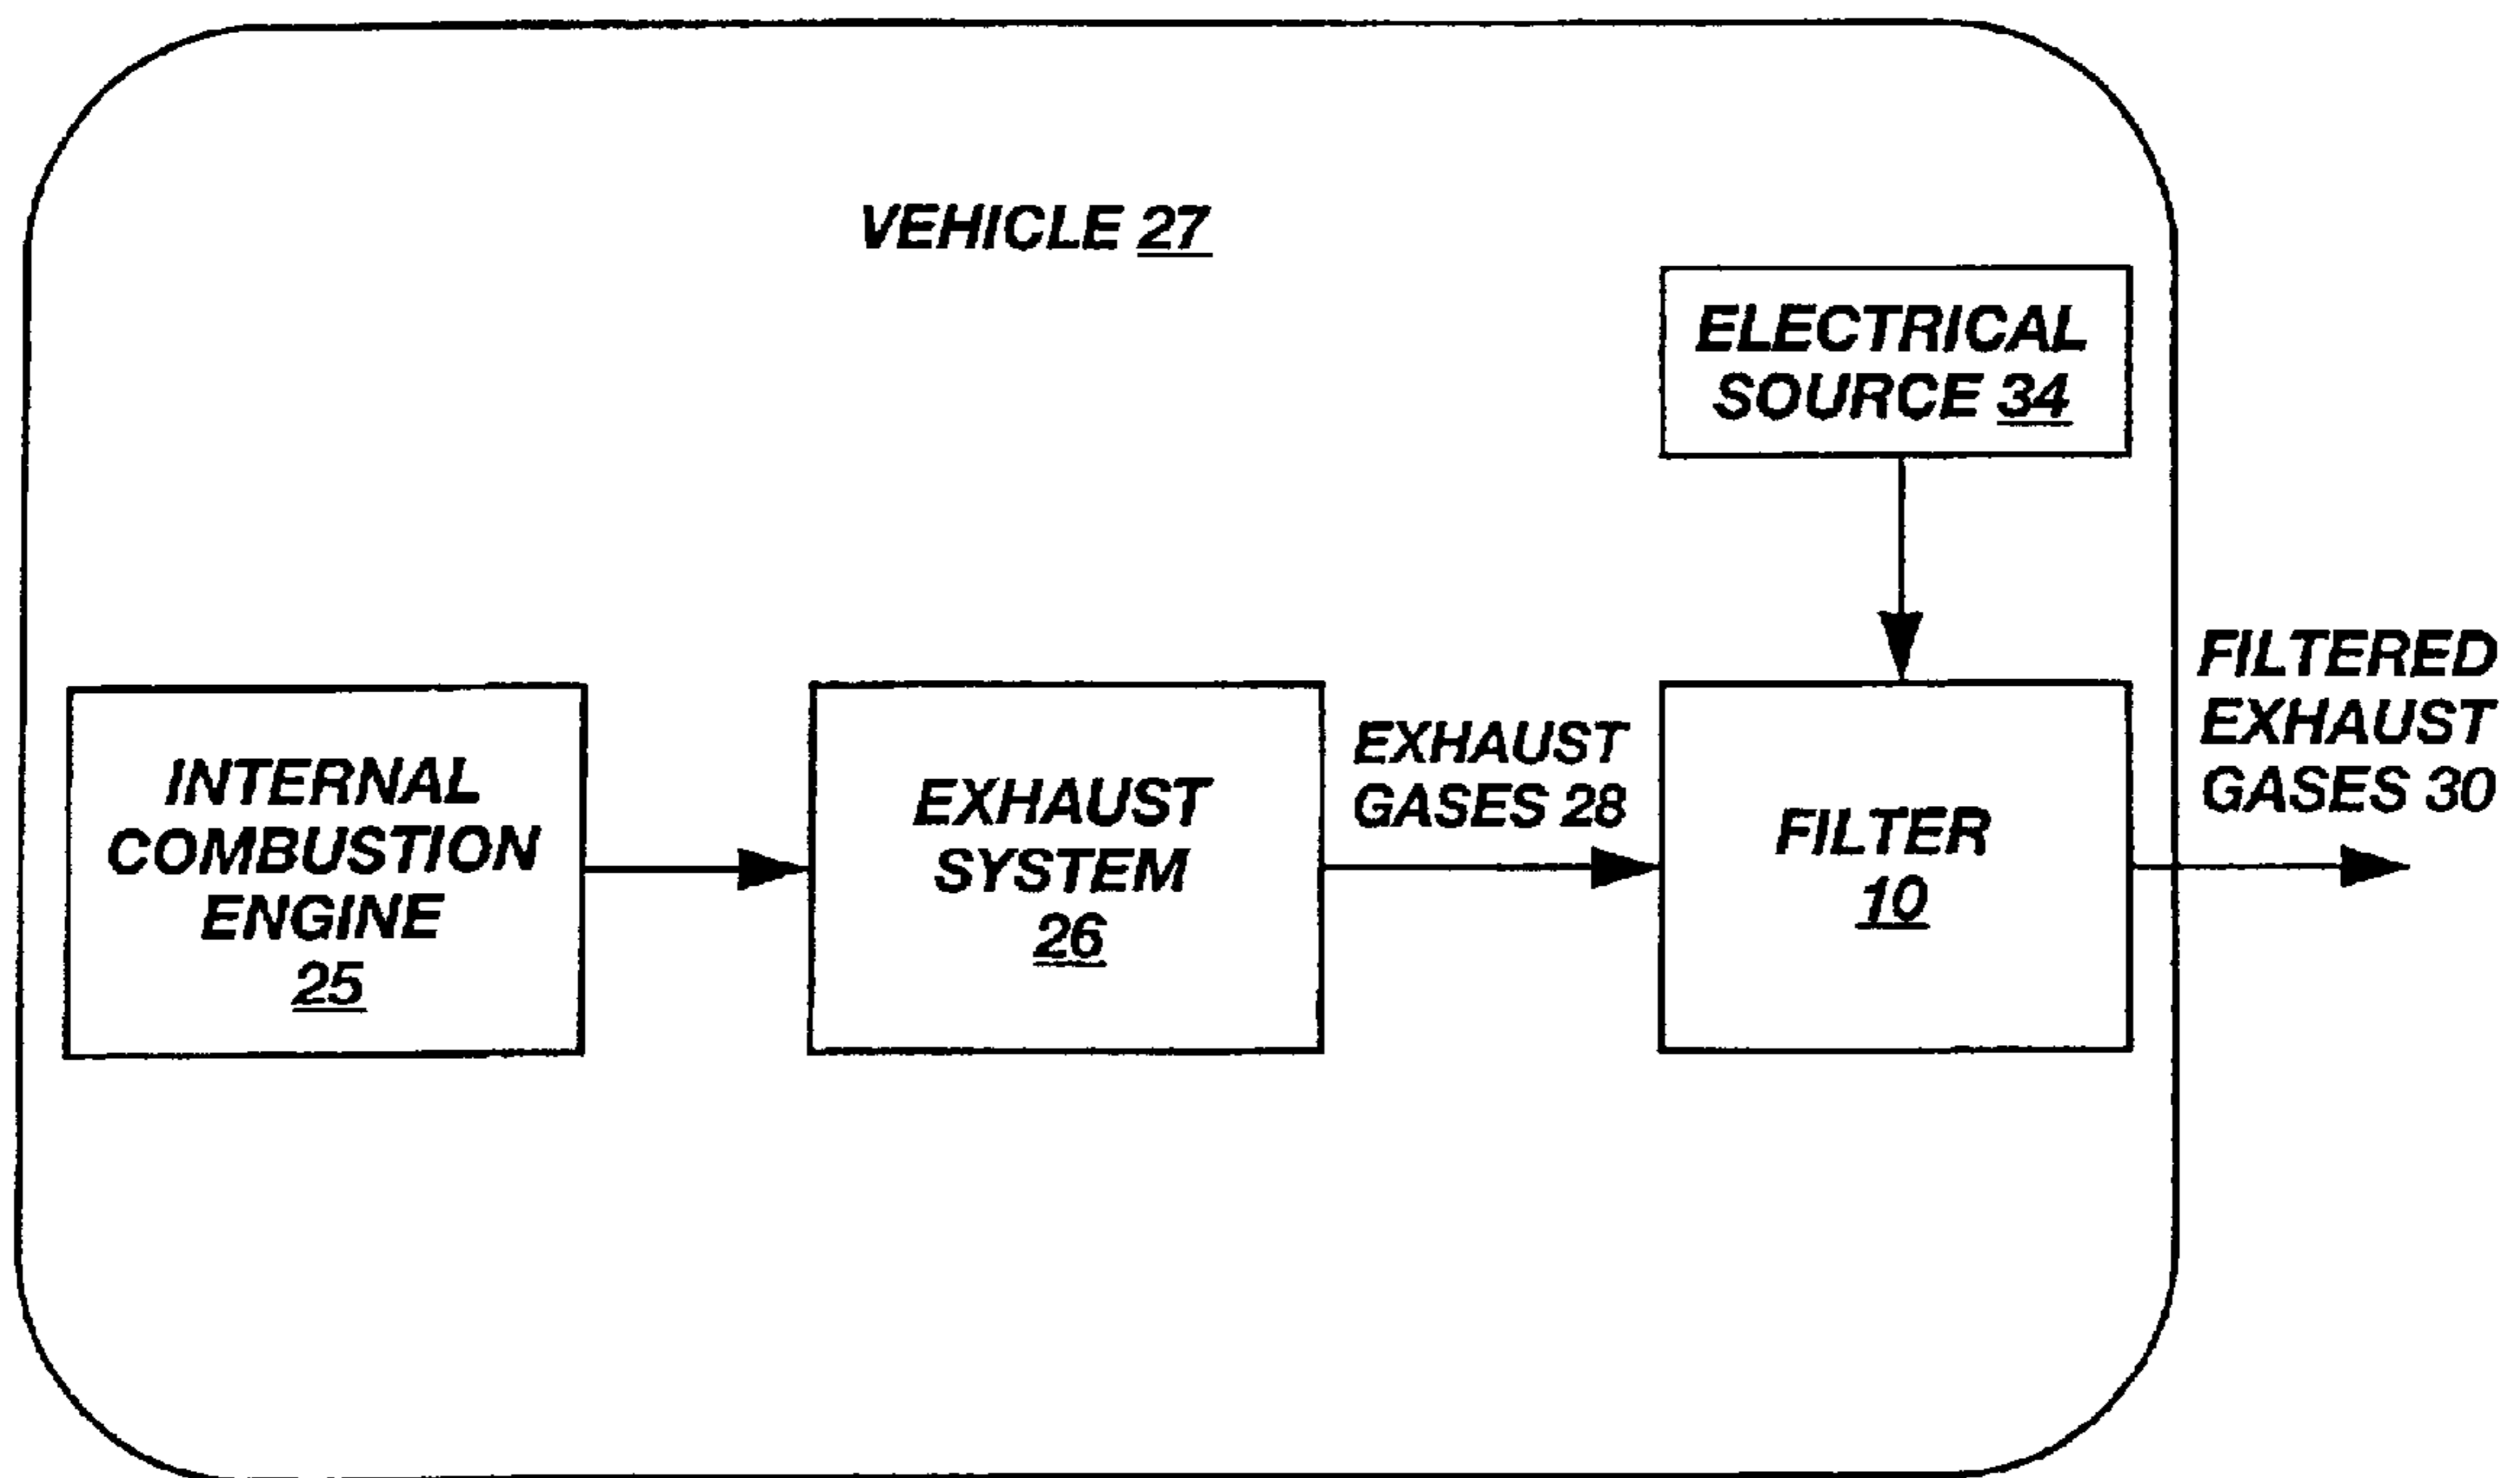 VEHICLE 27
ELECTRICAL
SOURCE 34
INTERNAL
COMBUSTION
ENGINE
25
EXHAUST
SYSTEM
26
EXHAUST
GASES 28
FILTER
10
FILTERED
EXHAUST
GASES 30